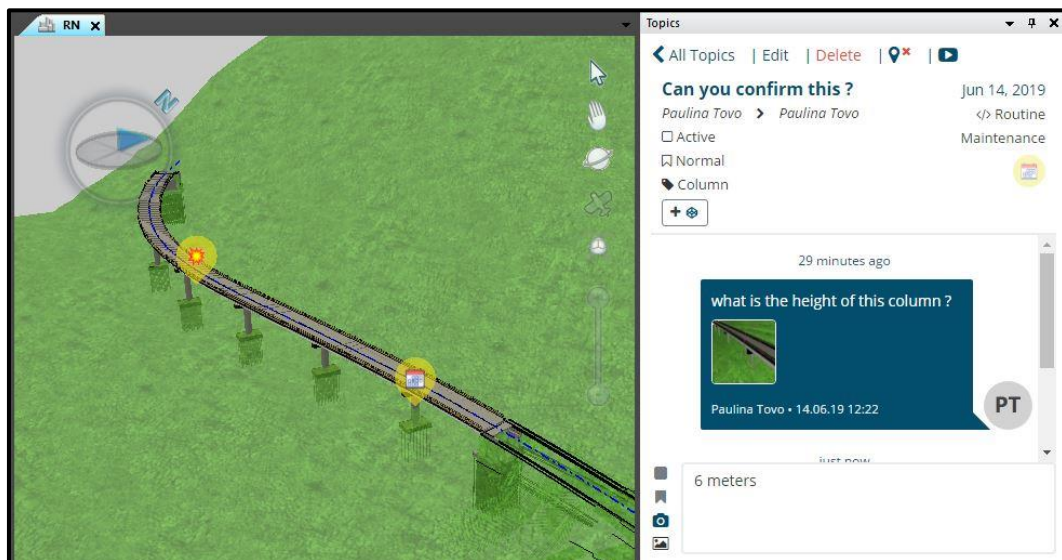 RN
Topics
All Topics | Edit | Delete | |
Can you confirm this ?
Jun 14, 2019
Paulina Tovo > Paulina Tovo
</> Routine
Maintenance
Active
Normal
Column
+
29 minutes ago
what is the height of this column ?
Paulina Tovo • 14.06.19 12:22
PT
just now
6 meters
N